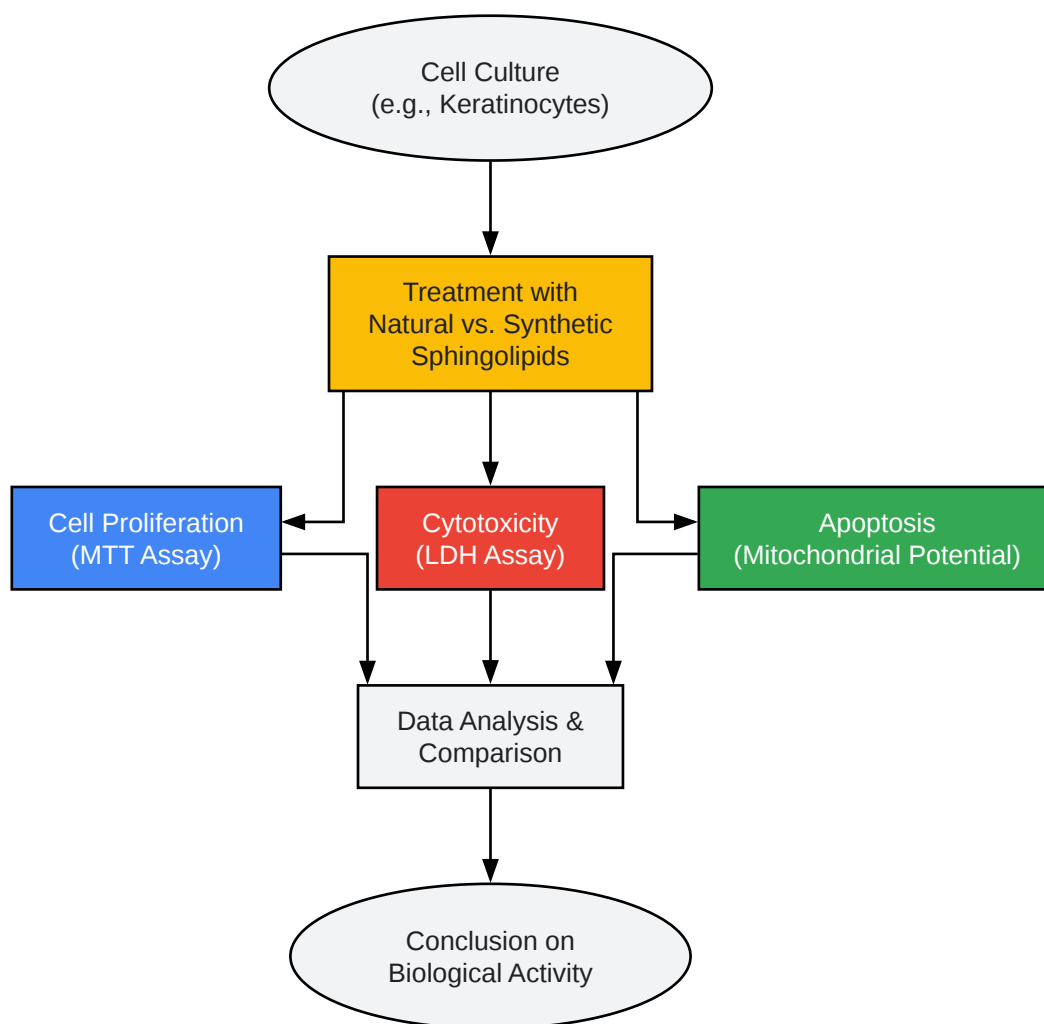 Cell Culture
(e.g., Keratinocytes)
Treatment with
Natural vs. Synthetic
Sphingolipids
Cell Proliferation
(MTT Assay)
Cytotoxicity
(LDH Assay)
Apoptosis
(Mitochondrial Potential)
Data Analysis &
Comparison
Conclusion on
Biological Activity